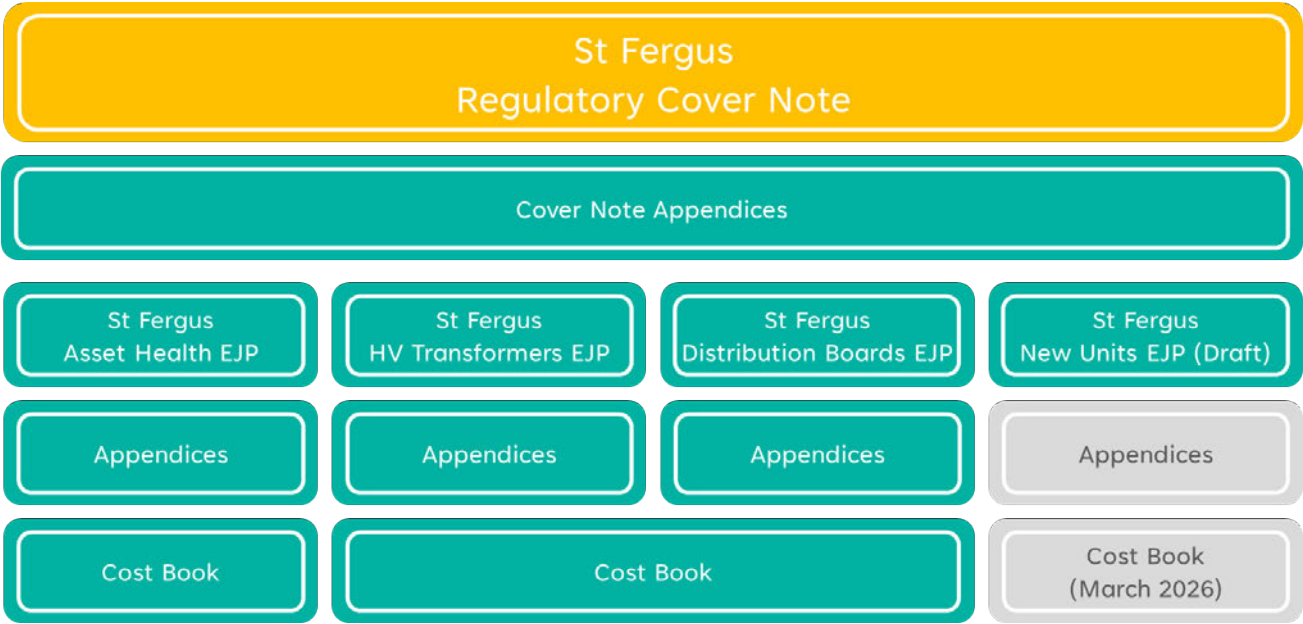 St Fergus
Regulatory Cover Note
Cover Note Appendices
St Fergus
Asset Health EJP
St Fergus
HV Transformers EJP
St Fergus
Distribution Boards EJP
St Fergus
New Units EJP (Draft)
Appendices
Appendices
Appendices
Appendices
Cost Book
Cost Book
Cost Book
(March 2026)